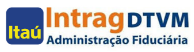 Itaú Intrag DTVM
Administração Fiduciária